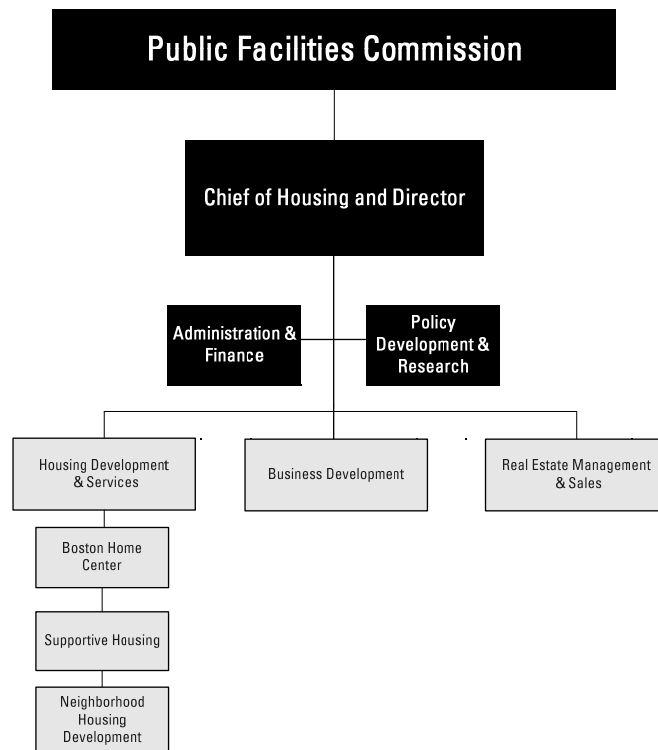 Public Facilities Commission
Chief of Housing and Director
Administration &
Finance
Policy
Development &
Research
Housing Development
& Services
Business Development
Real Estate Management
& Sales
Boston Home
Center
Supportive Housing
Neighborhood
Housing
Development